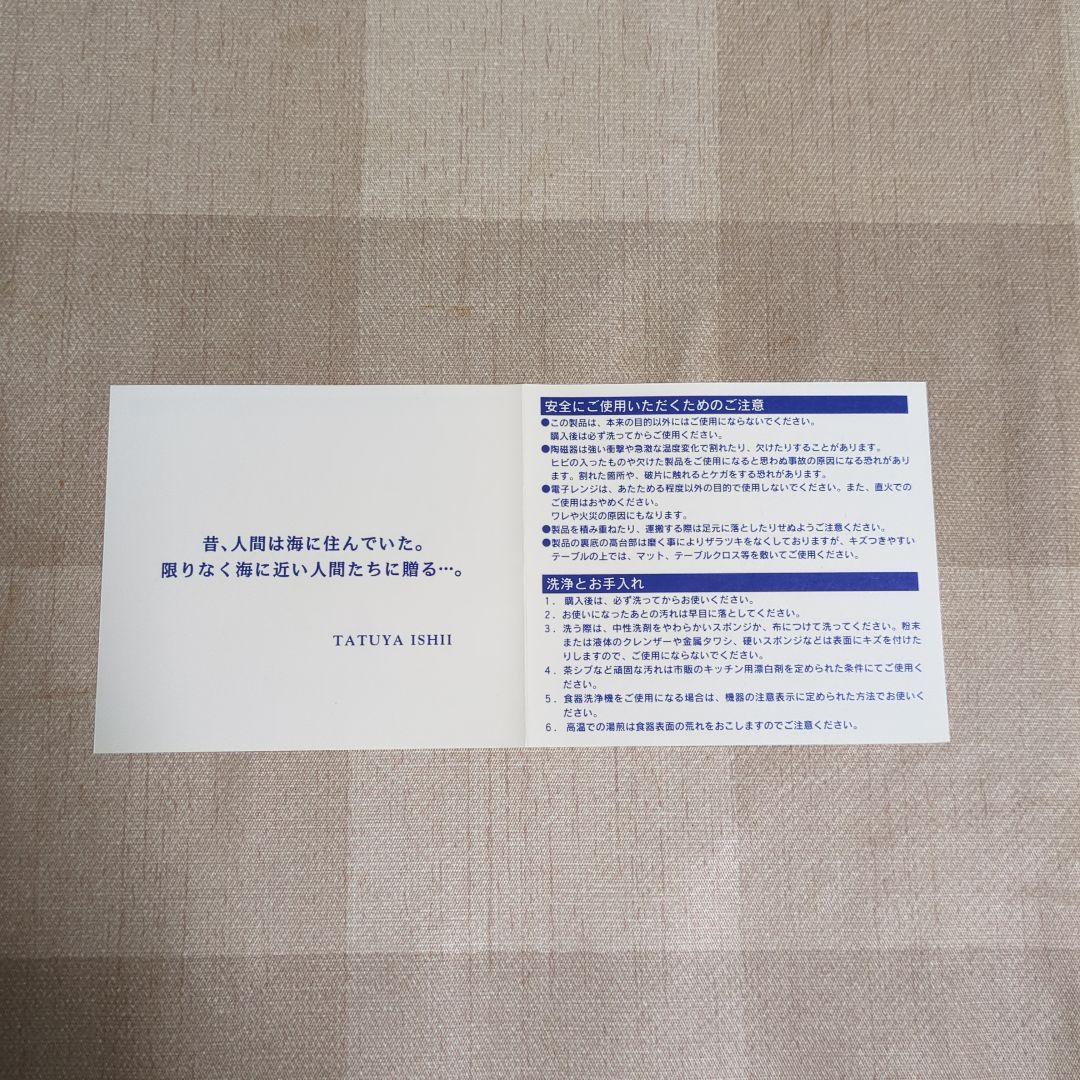 昔、人間は海に住んでいた。
限りなく海に近い人間たちに贈る…。
TATUYA ISHII
安全にご使用いただくためのご注意
●この製品は、本来の目的以外にはご使用にならないでください。
購入後は必ず洗ってからご使用ください。
●陶磁器は強い衝撃や急激な温度変化で割れたり、欠けたりすることがあります。
ヒビの入ったものや欠けた製品をご使用になると思わぬ事故の原因になる恐れがあり
ます。割れた箇所や、破片に触れるとケガをする恐れがあります。
●電子レンジは、あたためる程度以外の目的で使用しないでください。また、直火での
ご使用はおやめください。
ワレや火災の原因にもなります。
●製品を積み重ねたり、運搬する際は足元に落としたりせぬようご注意ください。
●製品の裏底の高台部は磨く事によりザラツキをなくしておりますが、キズつきやすい
テーブルの上では、マット、テーブルクロス等を敷いてご使用ください。
洗浄とお手入れ
1. 購入後は、必ず洗ってからお使いください。
2. お使いになったあとの汚れは早目に落としてください。
3. 洗う際は、中性洗剤をやわらかいスポンジか、布につけて洗ってください。粉末
または液体のクレンザーや金属タワシ、硬いスポンジなどは表面にキズを付けた
りしますので、ご使用にならないでください。
4. 茶シブなど頑固な汚れは市販のキッチン用漂白剤を定められた条件にてご使用く
ださい。
5. 食器洗浄機をご使用になる場合は、機器の注意表示に定められた方法でお使いく
ださい。
6. 高温での湯煎は食器表面の荒れをおこしますのでご注意ください。